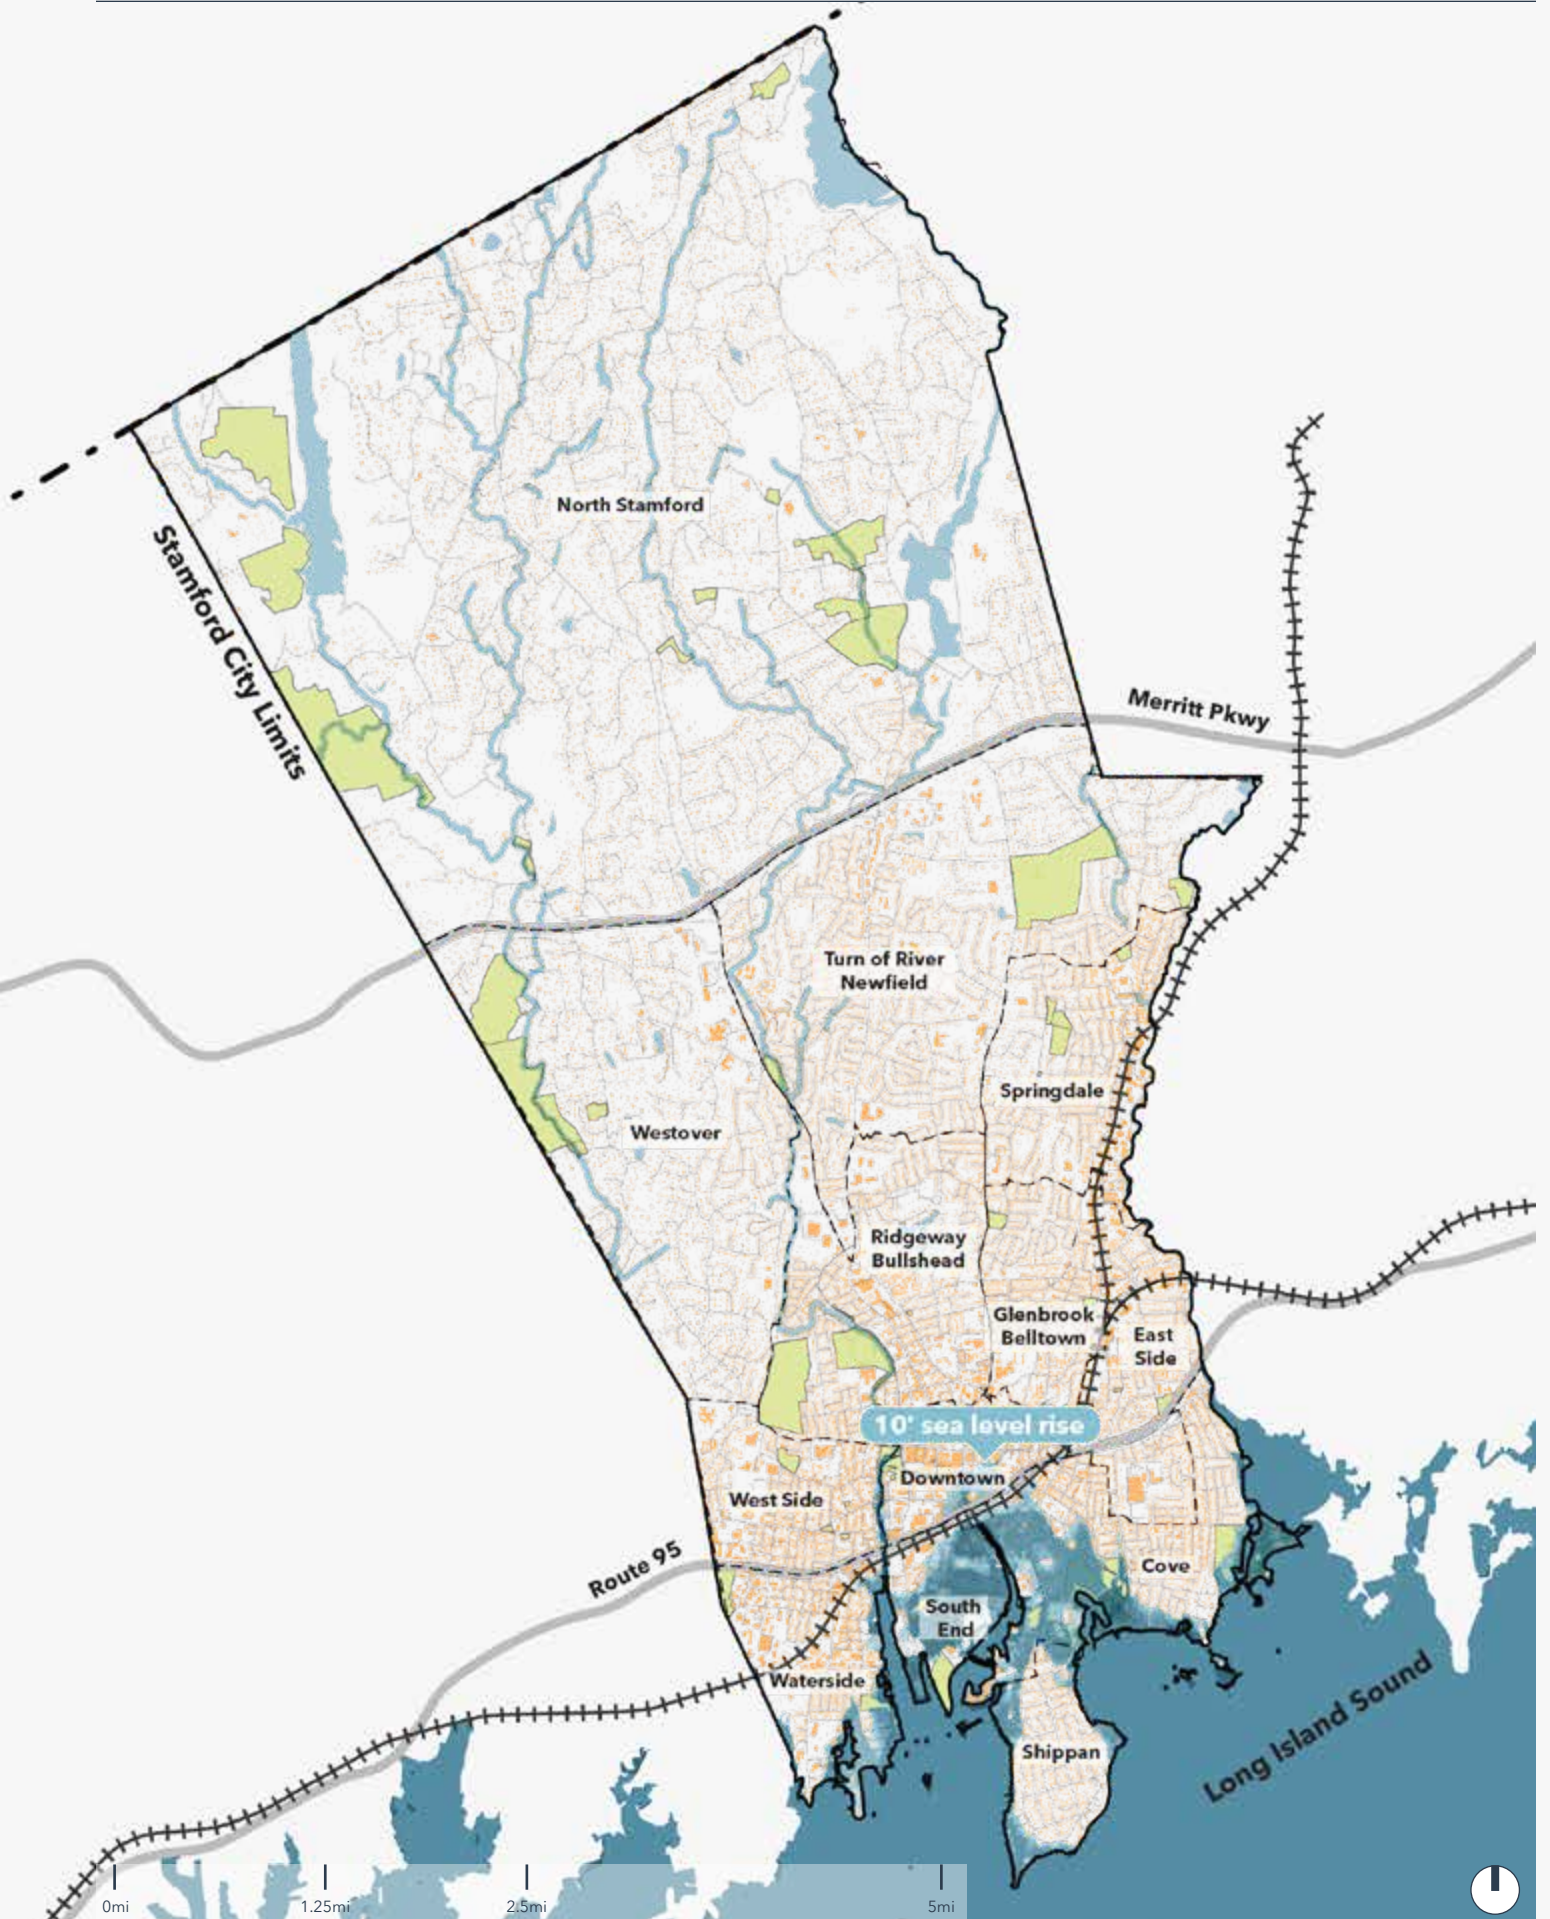 North Stamford
Stamford City Limits
Merritt Pkwy
Turn of River
Newfield
Springdale
Westover
Ridgeway
Bullshead
Glenbrook
Belltown
East
Side
10' sea level rise
Downtown
West Side
Route 95
Cove
South
End
Waterside
Shippan
Long Island Sound
0mi
1.25mi
2.5mi
5mi